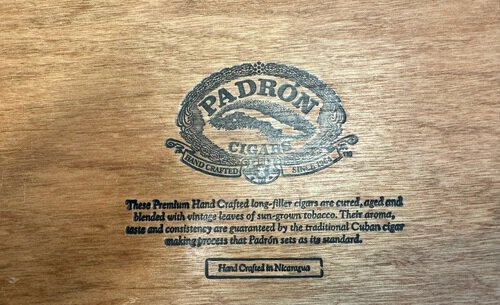 PADRÓN
CIGARS
HAND CRAFTED SINCE 1964
These Premium Hand Crafted long-filler cigars are cured, aged and
blended with vintage leaves of sun-grown tobacco. Their aroma,
taste and consistency are guaranteed by the traditional Cuban cigar
making process that Padrón sets as its standard.
Hand Crafted in Nicaragua